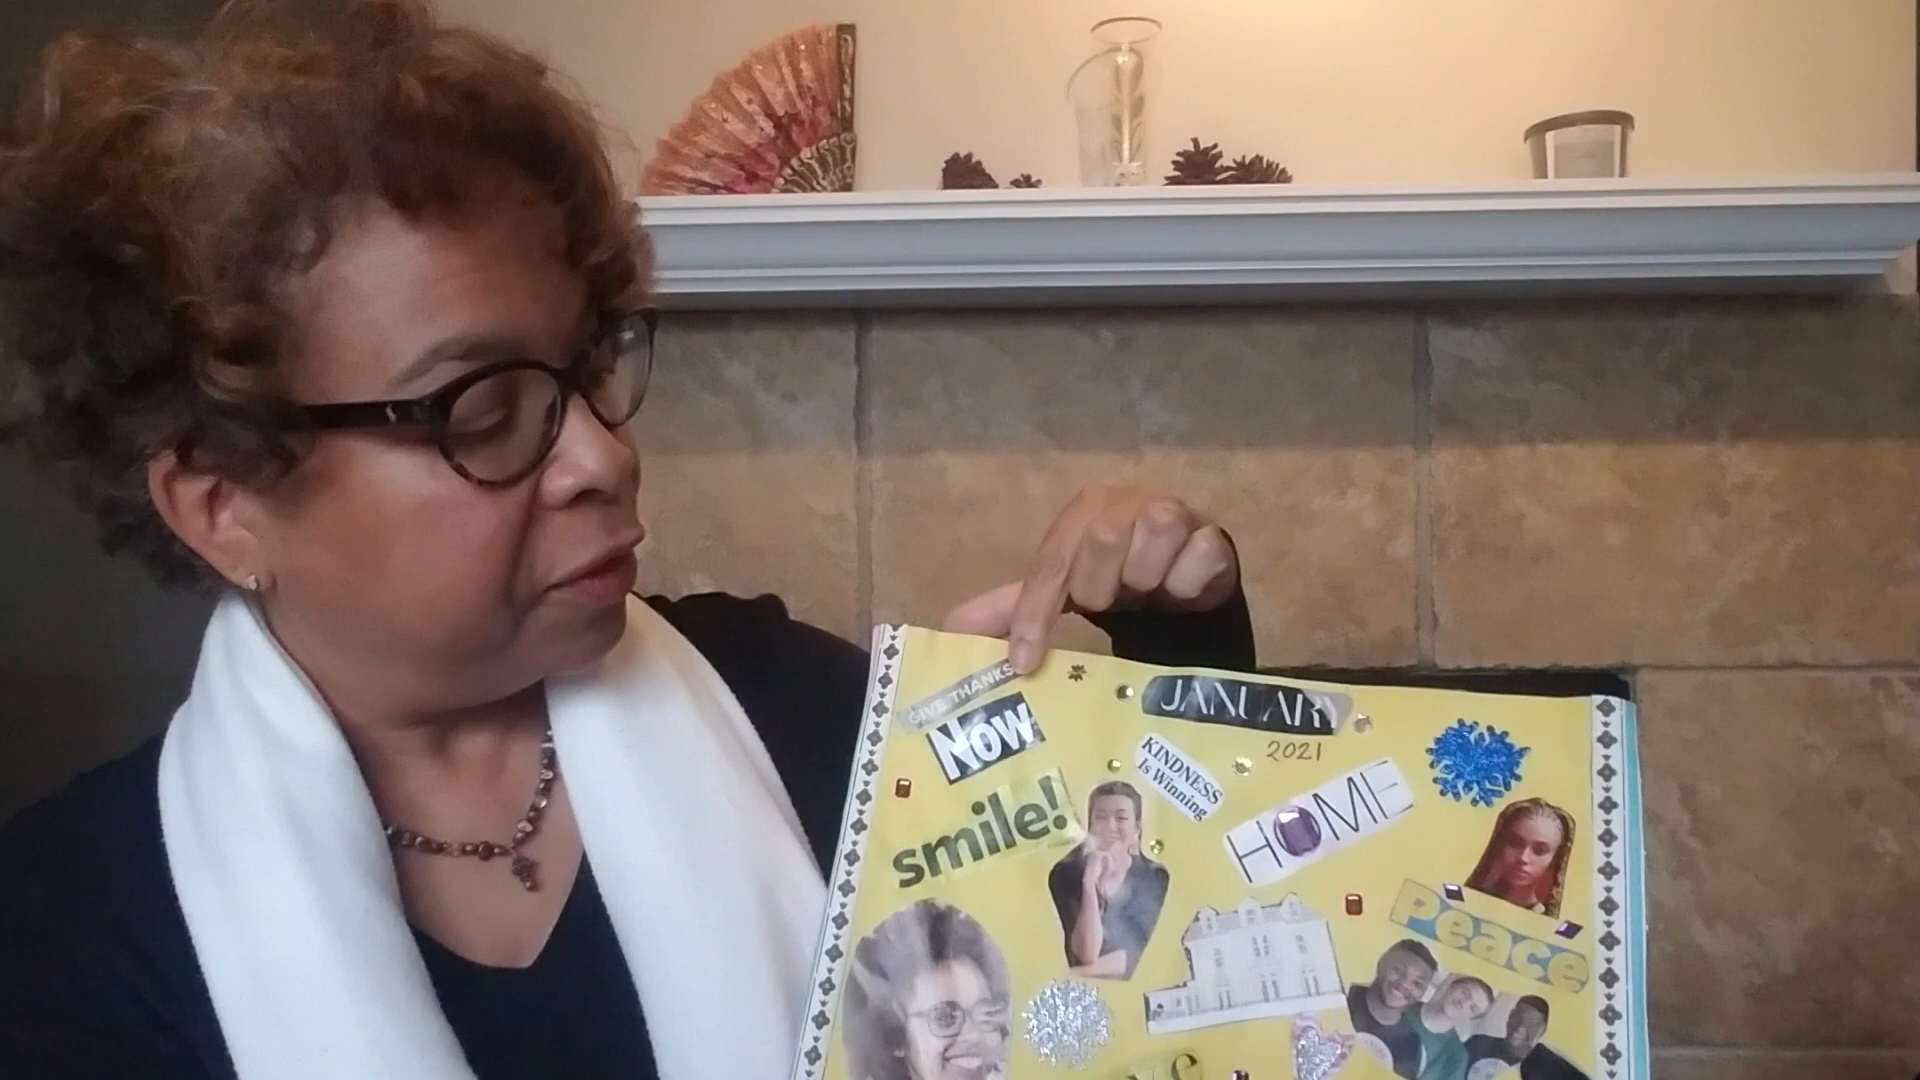 GIVE THANKS
Now
smile!
JANUARY
2021
KINDNESS
Is Winning
HOME
Peace